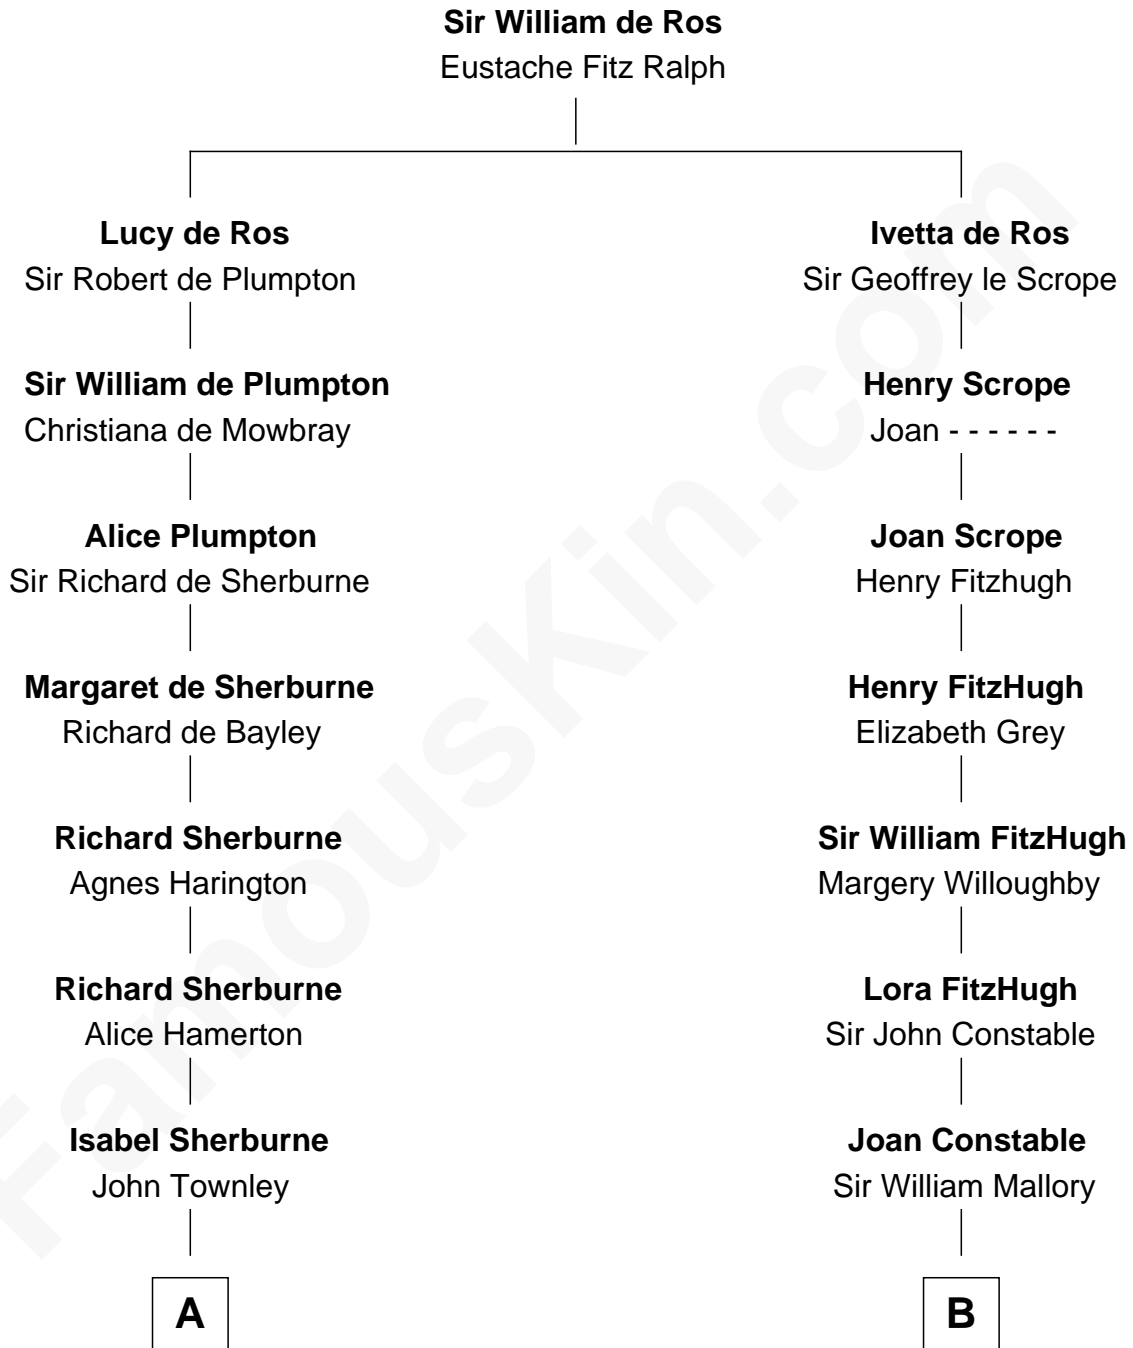 Sir William de Ros
Eustache Fitz Ralph
Lucy de Ros
Sir Robert de Plumpton
Ivetta de Ros
Sir Geoffrey le Scrope
Sir William de Plumpton
Christiana de Mowbray
Henry Scrope
Joan - - - - - -
Alice Plumpton
Sir Richard de Sherburne
Joan Scrope
Henry Fitzhugh
Margaret de Sherburne
Richard de Bayley
Henry FitzHugh
Elizabeth Grey
Richard Sherburne
Agnes Harington
Sir William FitzHugh
Margery Willoughby
Richard Sherburne
Alice Hamerton
Lora FitzHugh
Sir John Constable
Isabel Sherburne
John Townley
Joan Constable
Sir William Mallory
A
B
FamousKin.com